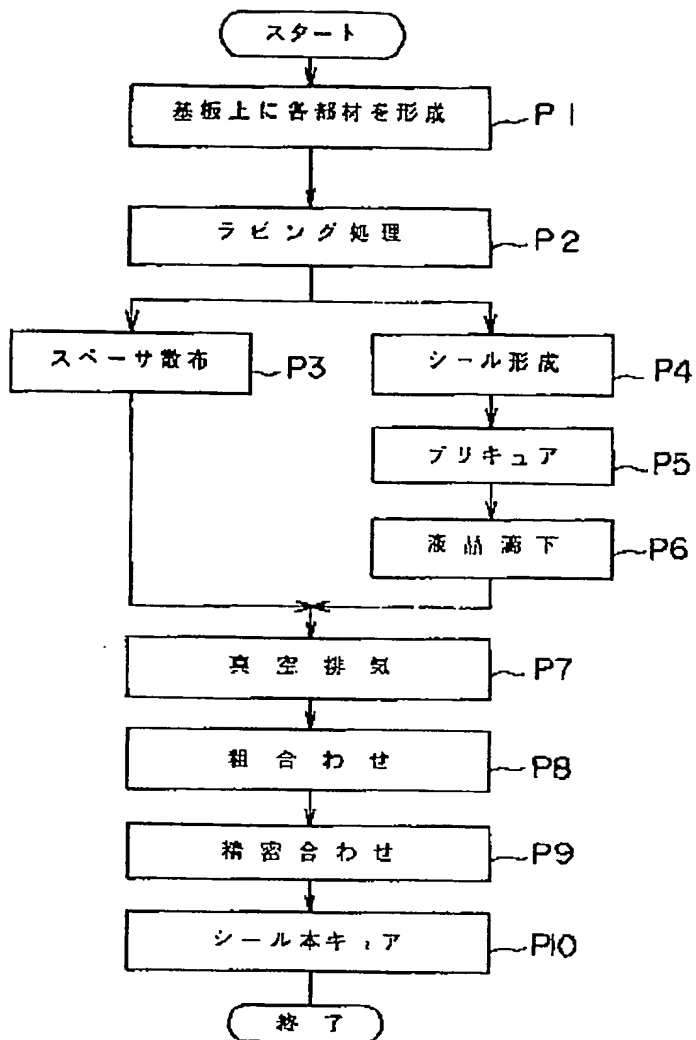 スタート
基板上に各部材を形成 P1
ラビング処理 P2
スペーサ散布 P3
シール形成 P4
プリキュア P5
液晶滴下 P6
真空排気 P7
粗合わせ P8
精密合わせ P9
シール本キュア P10
終了